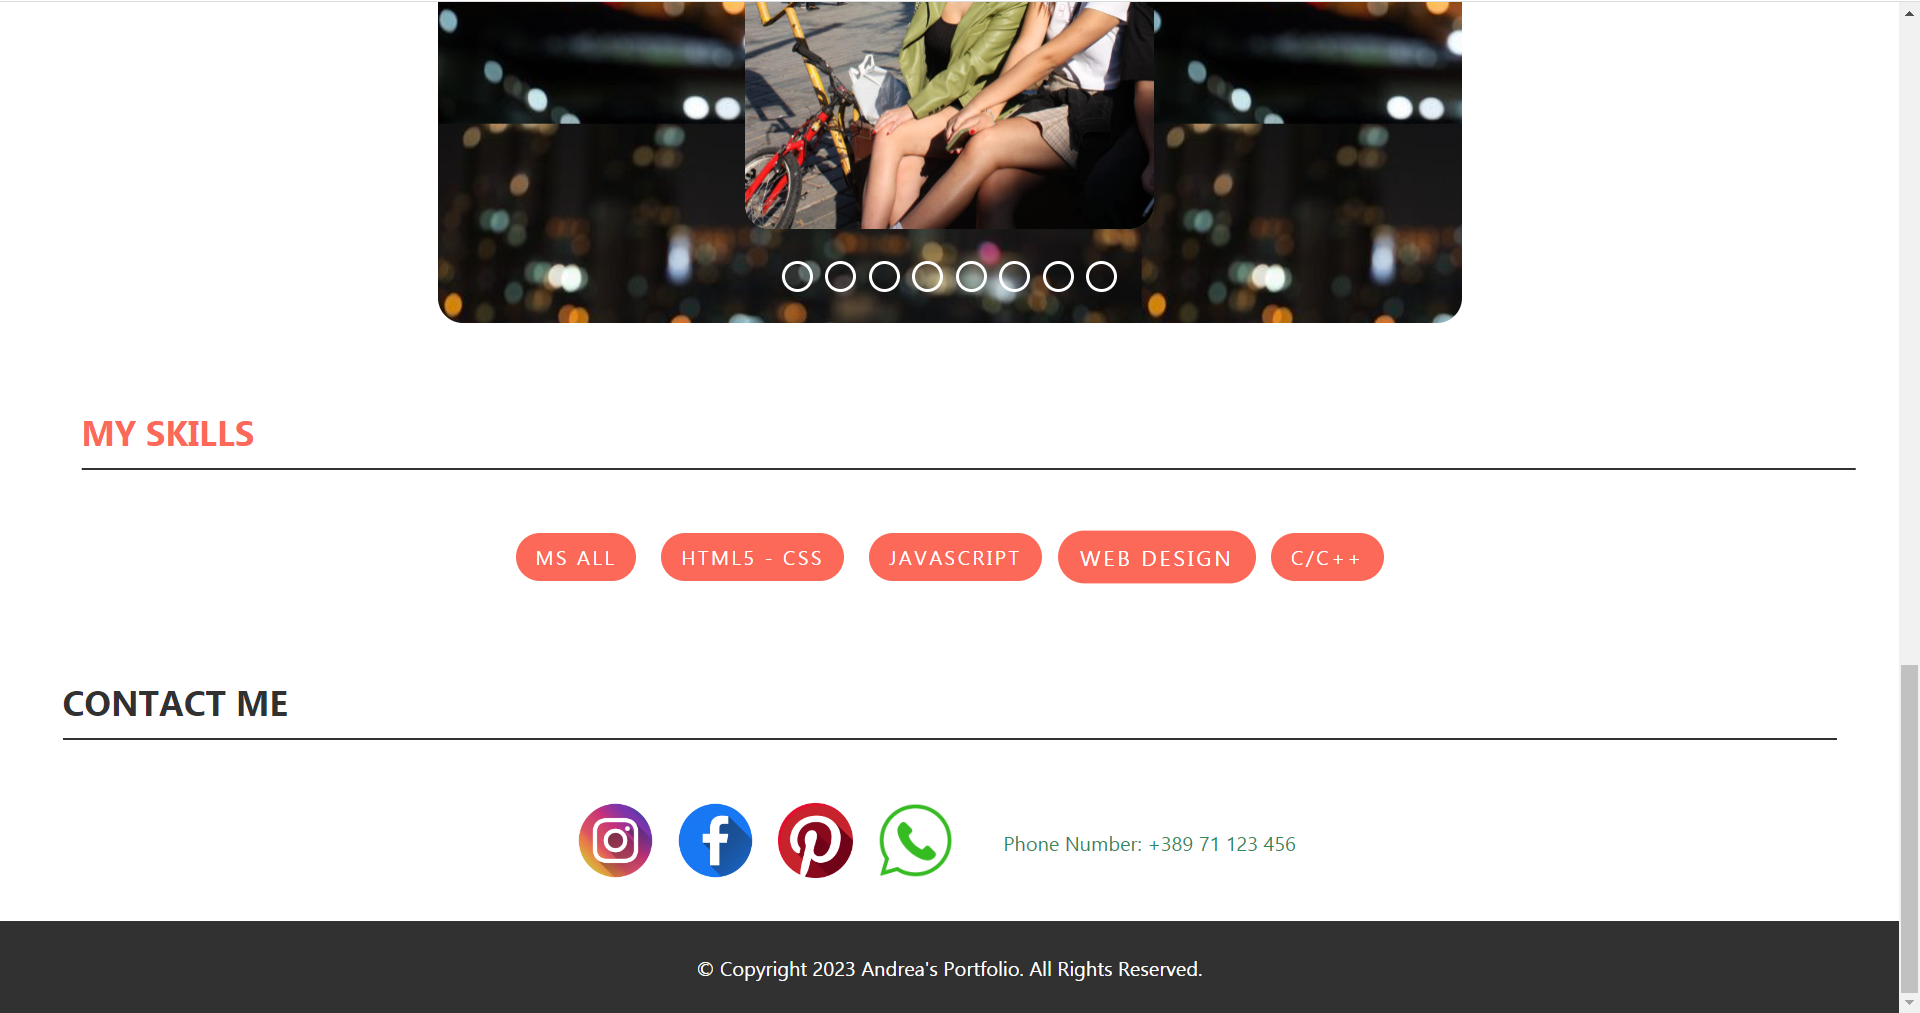 MY SKILLS
MS ALL
HTML5 - CSS
JAVASCRIPT
WEB DESIGN
C/C++
CONTACT ME
Phone Number: +389 71 123 456
© Copyright 2023 Andrea's Portfolio. All Rights Reserved.